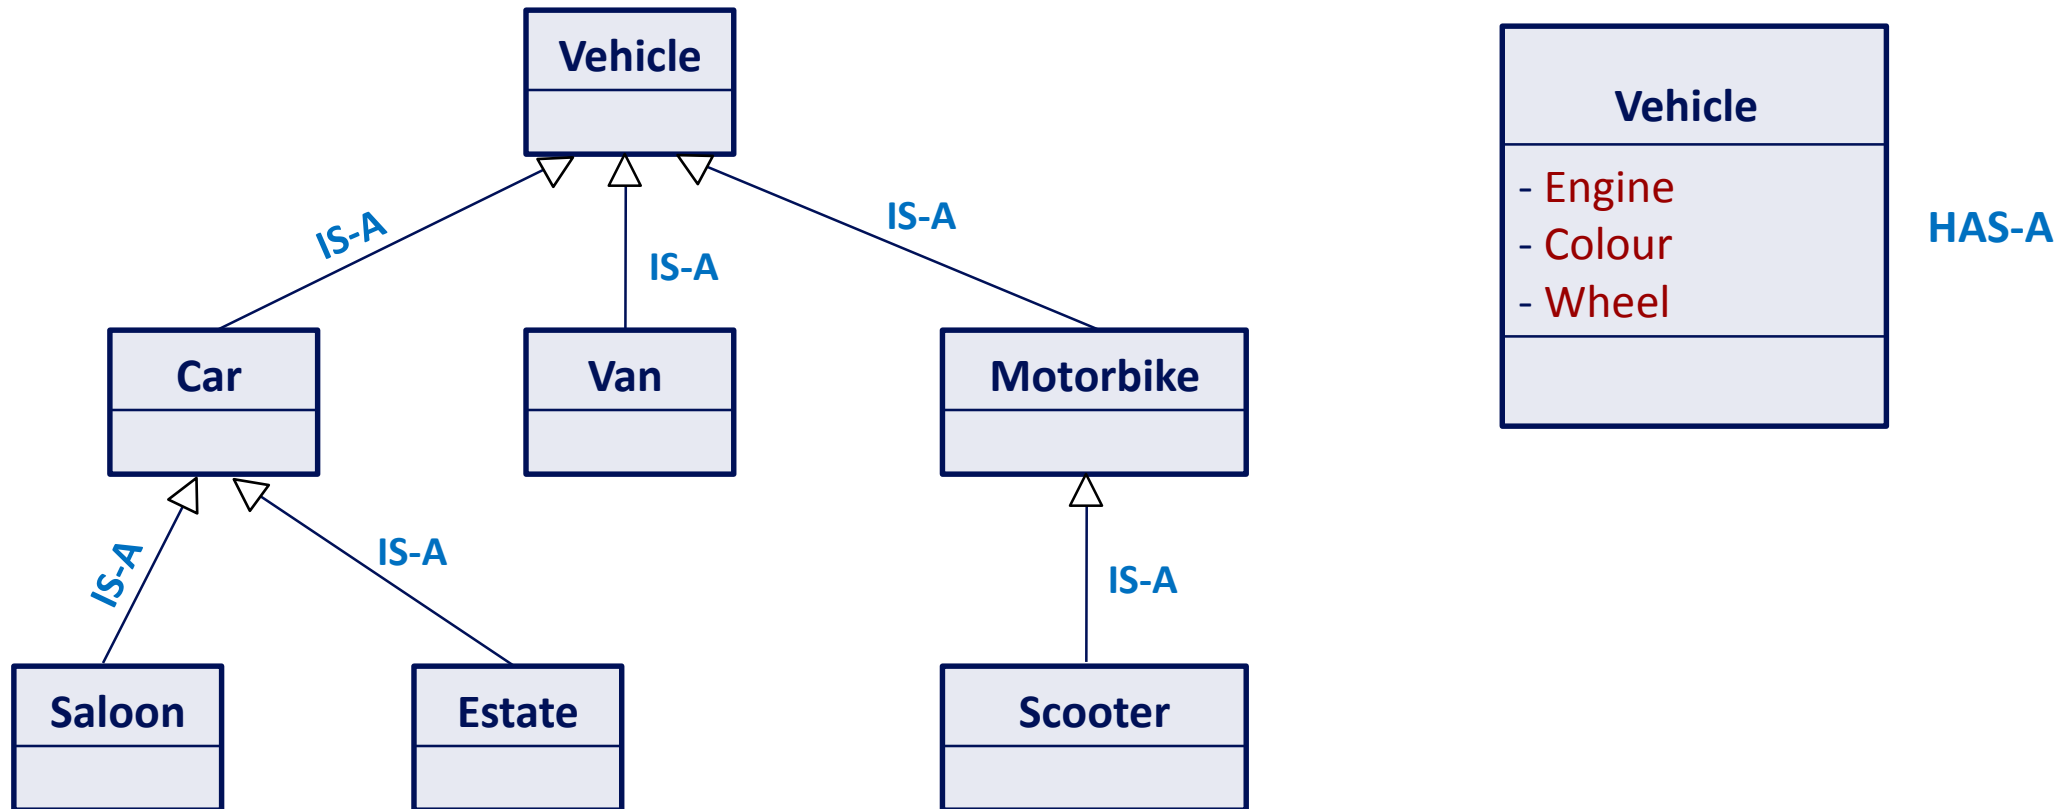 Vehicle
IS-A
IS-A
IS-A
Car
Van
Motorbike
IS-A
IS-A
IS-A
Saloon
Estate
Scooter
Vehicle
- Engine
- Colour
- Wheel
HAS-A